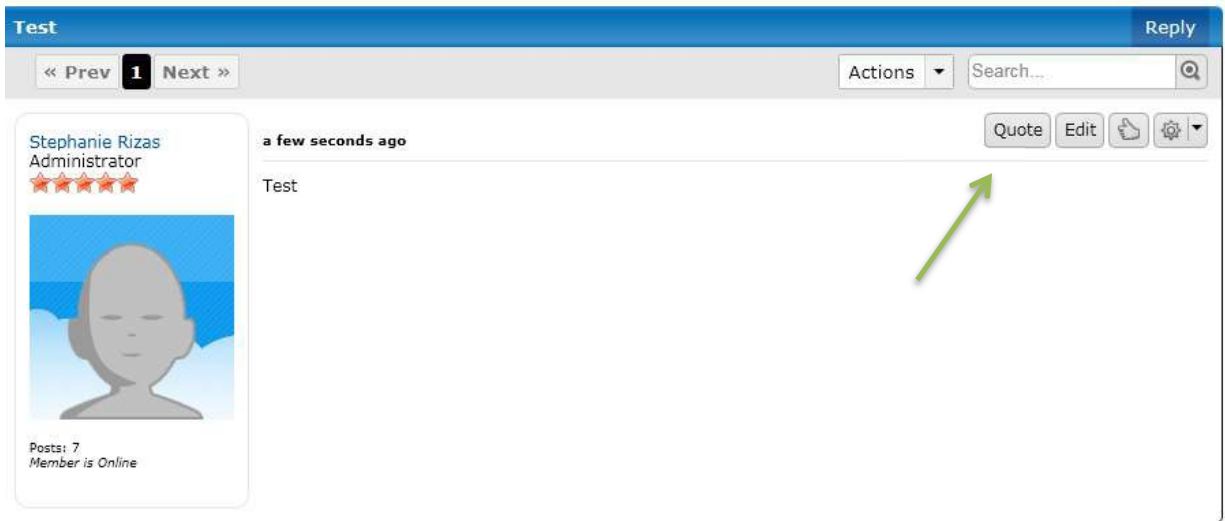 Test
Reply
« Prev 1 Next »
Actions
Search...
Stephanie Rizas
Administrator
Posts: 7
Member is Online
a few seconds ago
Quote Edit
Test